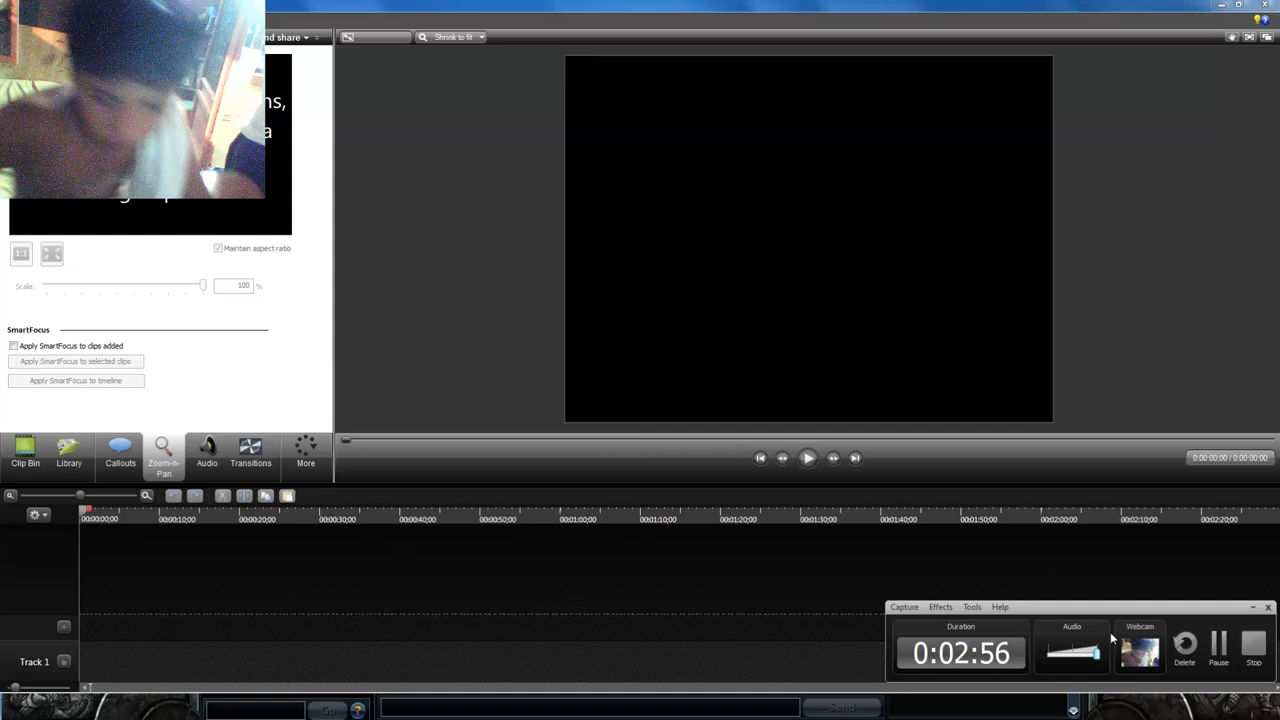 nd share
Shrink to fit
ns,
a
1:1
Maintain aspect ratio
Scale:
100
%
SmartFocus
Apply SmartFocus to clips added
Apply SmartFocus to selected clips
Apply SmartFocus to timeline
Clip Bin
Library
Callouts
Zoom-n-
Pan
Audio
Transitions
More
0:00:00;00 / 0:00:00;00
00:00:00;00 00:00:10;00 00:00:20;00 00:00:30;00 00:00:40;00 00:00:50;00 00:01:00;00 00:01:10;00 00:01:20;00 00:01:30;00 00:01:40;00 00:01:50;00 00:02:00;00 00:02:10;00 00:02:20;00
Capture Effects Tools Help
Duration
Audio
Webcam
0:02:56
Delete
Pause
Stop
Track 1
Go
Send